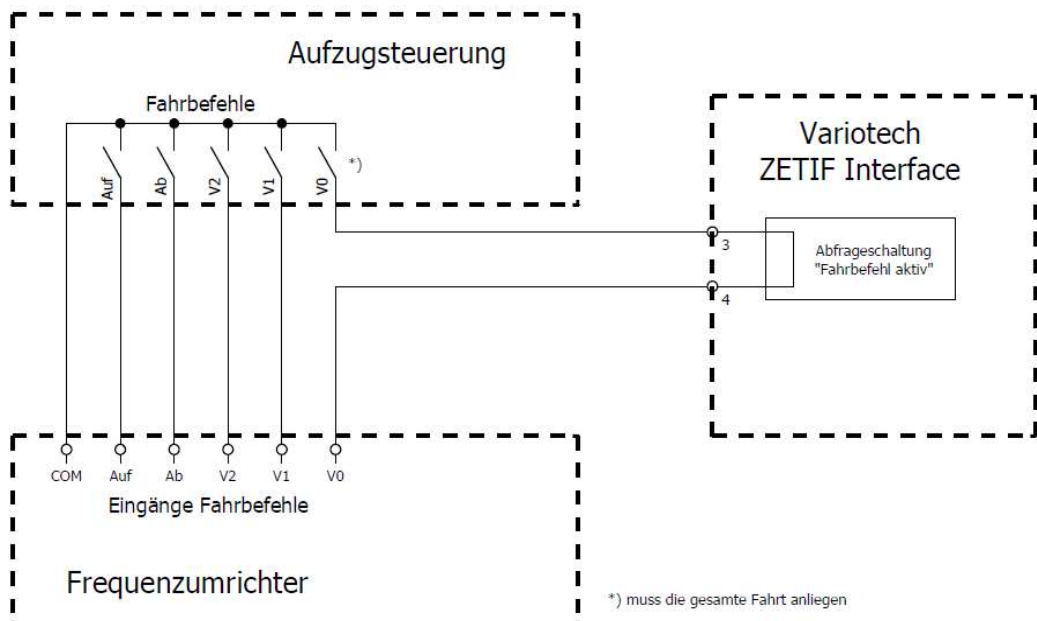 Aufzugsteuerung
Fahrbefehle
Auf
Ab
V2
V1
V0
*)
Variotech
ZETIF Interface
3
Abfrageschaltung
"Fahrbefehl aktiv"
4
COM
Auf
Ab
V2
V1
V0
Eingänge Fahrbefehle
Frequenzumrichter
*) muss die gesamte Fahrt anliegen